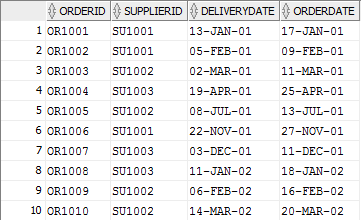 ORDERID SUPPLIERID DELIVERYDATE ORDERDATE
1 OR1001 SU1001 13-JAN-01 17-JAN-01
2 OR1002 SU1001 05-FEB-01 09-FEB-01
3 OR1003 SU1002 02-MAR-01 11-MAR-01
4 OR1004 SU1003 19-APR-01 25-APR-01
5 OR1005 SU1002 08-JUL-01 13-JUL-01
6 OR1006 SU1001 22-NOV-01 27-NOV-01
7 OR1007 SU1003 03-DEC-01 11-DEC-01
8 OR1008 SU1003 11-JAN-02 18-JAN-02
9 OR1009 SU1002 06-FEB-02 16-FEB-02
10 OR1010 SU1002 14-MAR-02 20-MAR-02